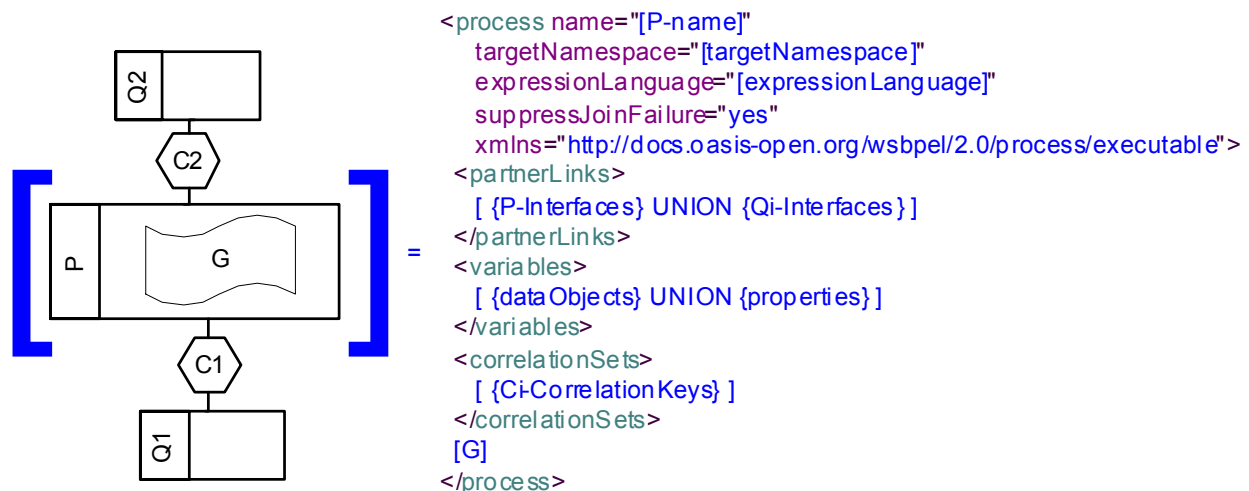 Q2
C2
P
G
C1
Q1
=
<process name="[P-name]"
targetNamespace="[targetNamespace]"
expressionLanguage="[expressionLanguage]"
suppressJoinFailure="yes"
xmlns="http://docs.oasis-open.org/wsbpel/2.0/process/executable">
<partnerLinks>
[ {P-Interfaces} UNION {Qi-Interfaces} ]
</partnerLinks>
<variables>
[ {dataObjects} UNION {properties} ]
</variables>
<correlationSets>
[ {Ci-CorrelationKeys} ]
</correlationSets>
[G]
</process>